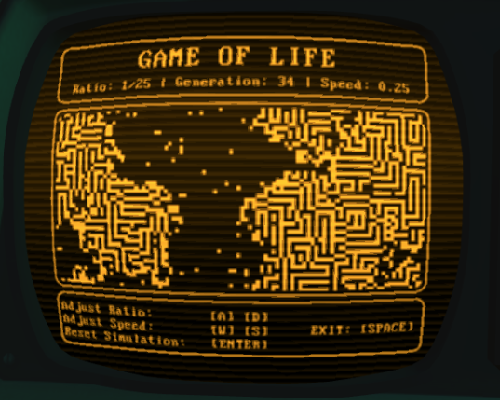 GAME OF LIFE
Ratio: 1/25 | Generation: 34 | Speed: 0.25
Adjust Ratio: [A] [D]
Adjust Speed: [W] [S]
Reset Simulation: [ENTER]
EXIT: [SPACE]